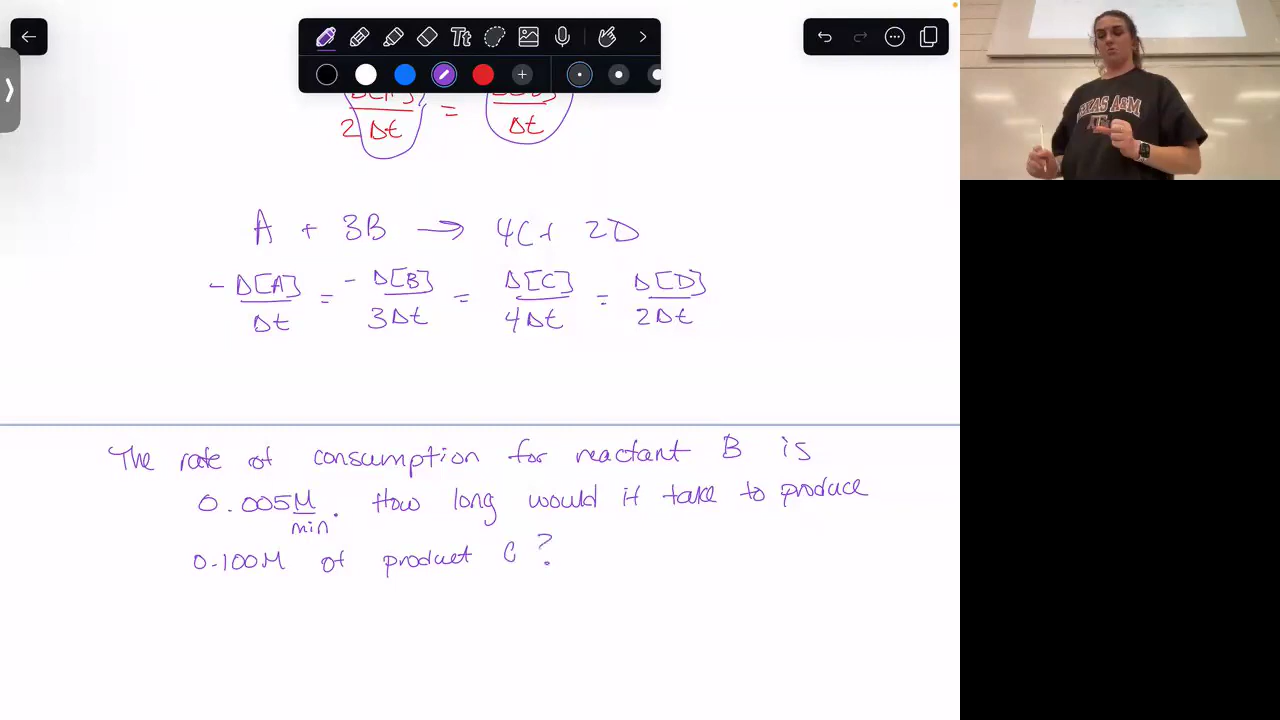 Tt
2Δt = Δt
A + 3B → 4C + 2D
-Δ[A]/Δt = -Δ[B]/3Δt = Δ[C]/4Δt = Δ[D]/2Δt
The rate of consumption for reactant B is
0.005 M/min. How long would it take to produce
0.100M of product C?
TEXAS A&M